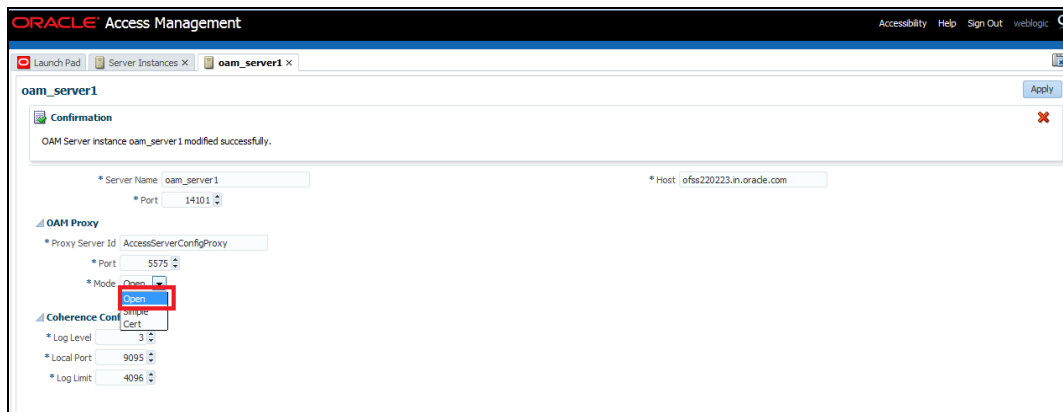 ORACLE Access Management
Accessibility Help Sign Out weblogic
Launch Pad Server Instances × oam_server1 ×
oam_server1 Apply
Confirmation
OAM Server instance oam_server1 modified successfully.
* Server Name oam_server1 * Host ofss220223.in.oracle.com
* Port 14101
OAM Proxy
* Proxy Server Id AccessServerConfigProxy
* Port 5575
* Mode Open
Open
Simple
Coherence Conf Cert
* Log Level 3
* Local Port 9095
* Log Limit 4096